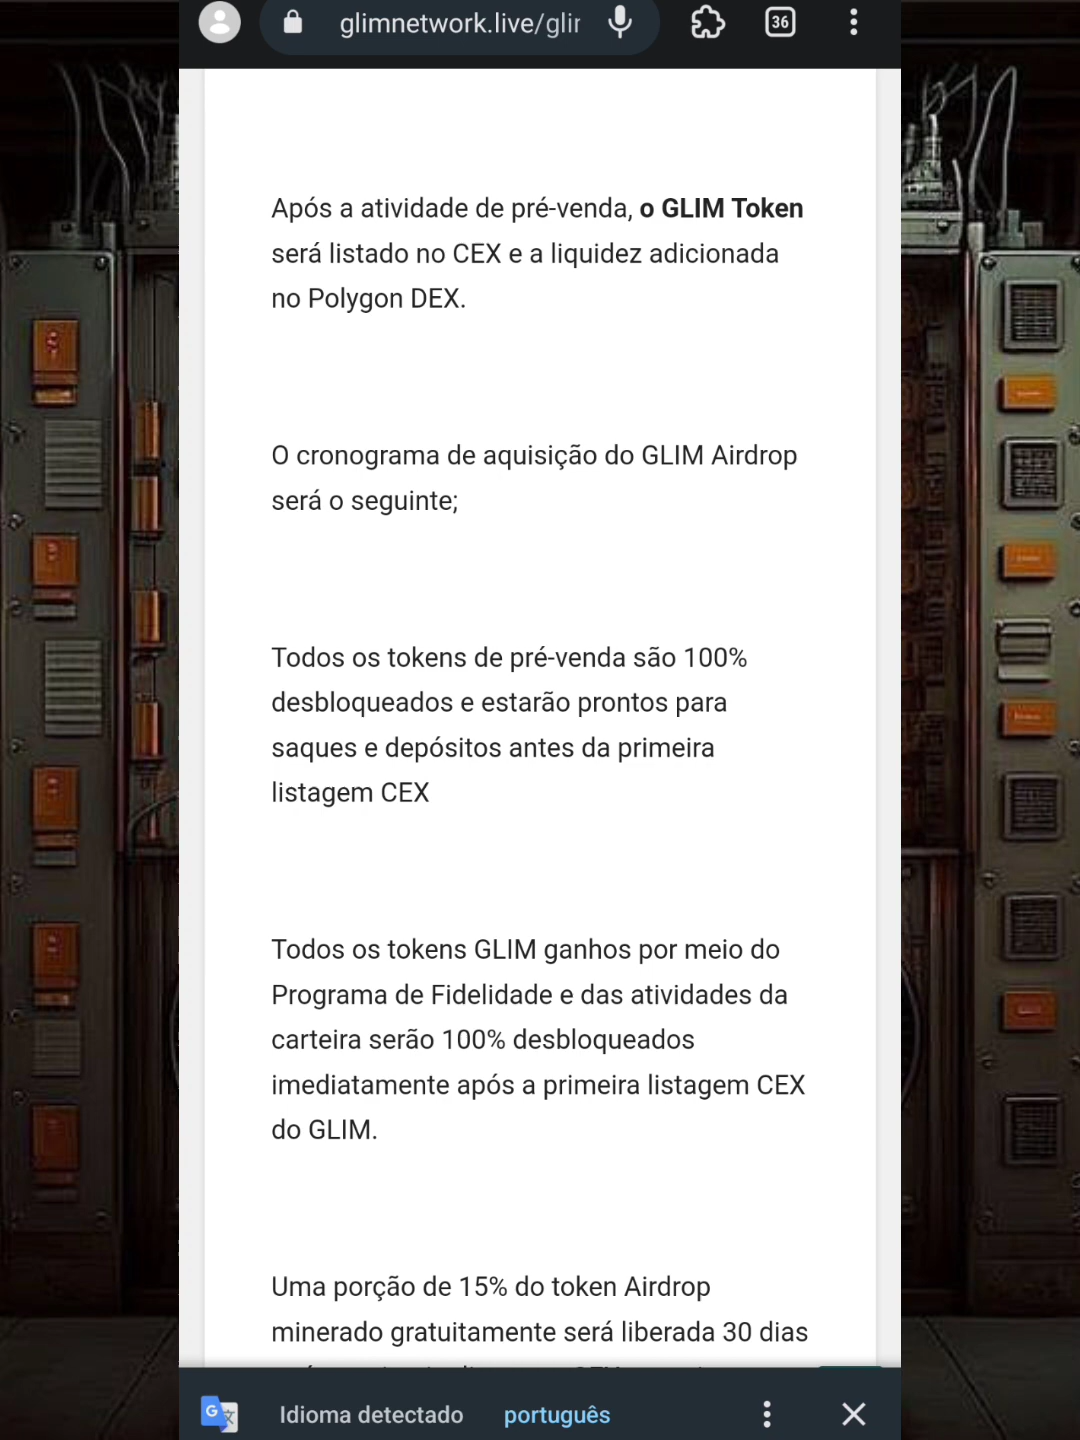 glimnetwork.live/glir
36
Após a atividade de pré-venda, o GLIM Token
será listado no CEX e a liquidez adicionada
no Polygon DEX.
O cronograma de aquisição do GLIM Airdrop
será o seguinte;
Todos os tokens de pré-venda são 100%
desbloqueados e estarão prontos para
saques e depósitos antes da primeira
listagem CEX
Todos os tokens GLIM ganhos por meio do
Programa de Fidelidade e das atividades da
carteira serão 100% desbloqueados
imediatamente após a primeira listagem CEX
do GLIM.
Uma porção de 15% do token Airdrop
minerado gratuitamente será liberada 30 dias
Idioma detectado português